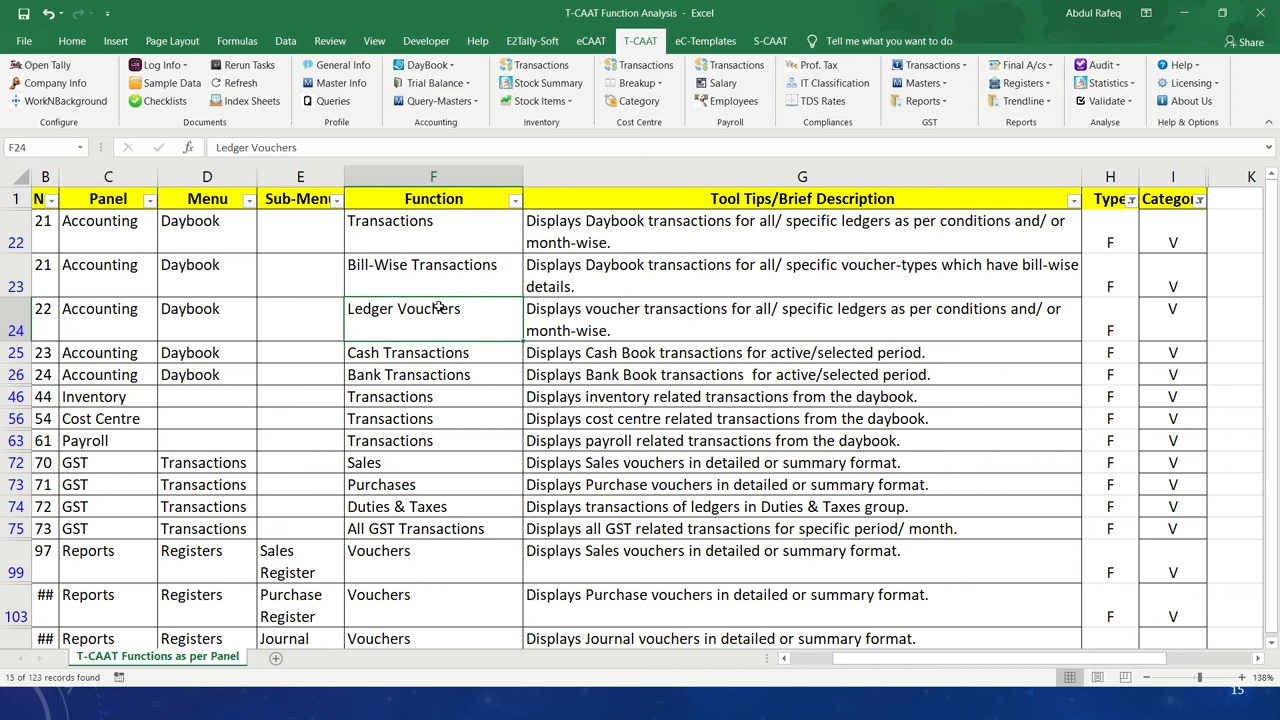 T-CAAT Function Analysis - Excel
Abdul Rafeq
File Home Insert Page Layout Formulas Data Review View Developer Help E2Tally-Soft eCAAT T-CAAT eC-Templates S-CAAT Tell me what you want to do Share
Open Tally Log Info Rerun Tasks General Info DayBook Transactions Transactions Transactions Prof. Tax Transactions Final A/cs Audit Help
Company Info Sample Data Refresh Master Info Trial Balance Stock Summary Breakup Salary IT Clasification Masters Registers Statistics Licensing
WorkNBackground Checklists Index Sheets Queries Query-Masters Stock Items Category Employees TDS Rates Reports Trendline Validate About Us
Configure Documents Profile Accounting Inventory Cost Centre Payroll Compliances GST Reports Analyse Help & Options
F24 Ledger Vouchers
B C D E F G H I K
1 N Panel Menu Sub-Menu Function Tool Tips/Brief Description Type Categor
21 Accounting Daybook Transactions Displays Daybook transactions for all/ specific ledgers as per conditions and/ or
22 month-wise. F V
21 Accounting Daybook Bill-Wise Transactions Displays Daybook transactions for all/ specific voucher-types which have bill-wise
23 details. F V
22 Accounting Daybook Ledger Vouchers Displays voucher transactions for all/ specific ledgers as per conditions and/ or V
24 month-wise. F
25 23 Accounting Daybook Cash Transactions Displays Cash Book transactions for active/selected period. F V
26 24 Accounting Daybook Bank Transactions Displays Bank Book transactions for active/selected period. F V
46 44 Inventory Transactions Displays inventory related transactions from the daybook. F V
56 54 Cost Centre Transactions Displays cost centre related transactions from the daybook. F V
63 61 Payroll Transactions Displays payroll related transactions from the daybook. F V
72 70 GST Transactions Sales Displays Sales vouchers in detailed or summary format. F V
73 71 GST Transactions Purchases Displays Purchase vouchers in detailed or summary format. F V
74 72 GST Transactions Duties & Taxes Displays transactions of ledgers in Duties & Taxes group. F V
75 73 GST Transactions All GST Transactions Displays all GST related transactions for specific period/ month. F V
97 Reports Registers Sales Vouchers Displays Sales vouchers in detailed or summary format.
99 Register F V
## Reports Registers Purchase Vouchers Displays Purchase vouchers in detailed or summary format.
103 Register F V
## Reports Registers Journal Vouchers Displays Journal vouchers in detailed or summary format.
T-CAAT Functions as per Panel
15 of 123 records found 138%
15